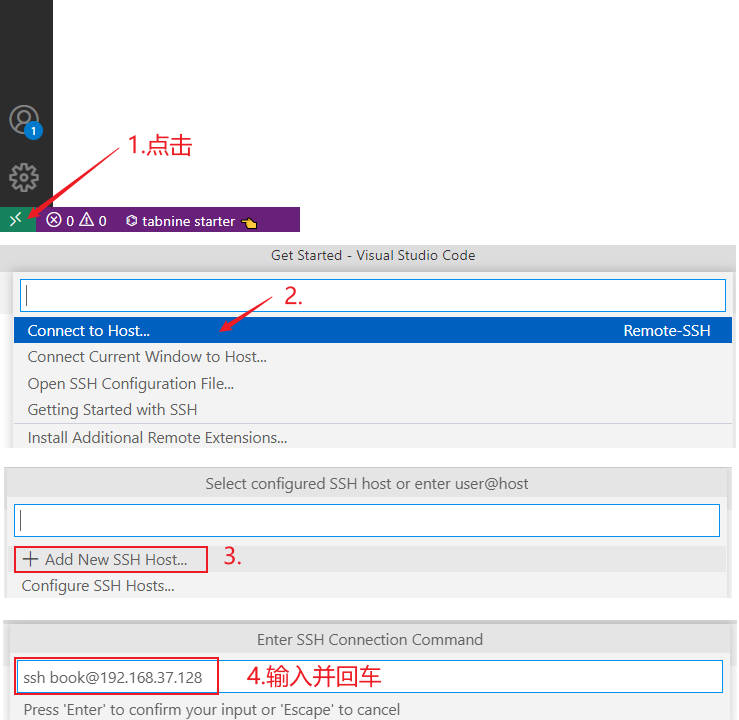 1
1.点击
0 0 tabnine starter
Get Started - Visual Studio Code
2.
Connect to Host... Remote-SSH
Connect Current Window to Host...
Open SSH Configuration File...
Getting Started with SSH
Install Additional Remote Extensions...
Select configured SSH host or enter user@host
Add New SSH Host... 3.
Configure SSH Hosts...
Enter SSH Connection Command
ssh book@192.168.37.128 4.输入并回车
Press 'Enter' to confirm your input or 'Escape' to cancel